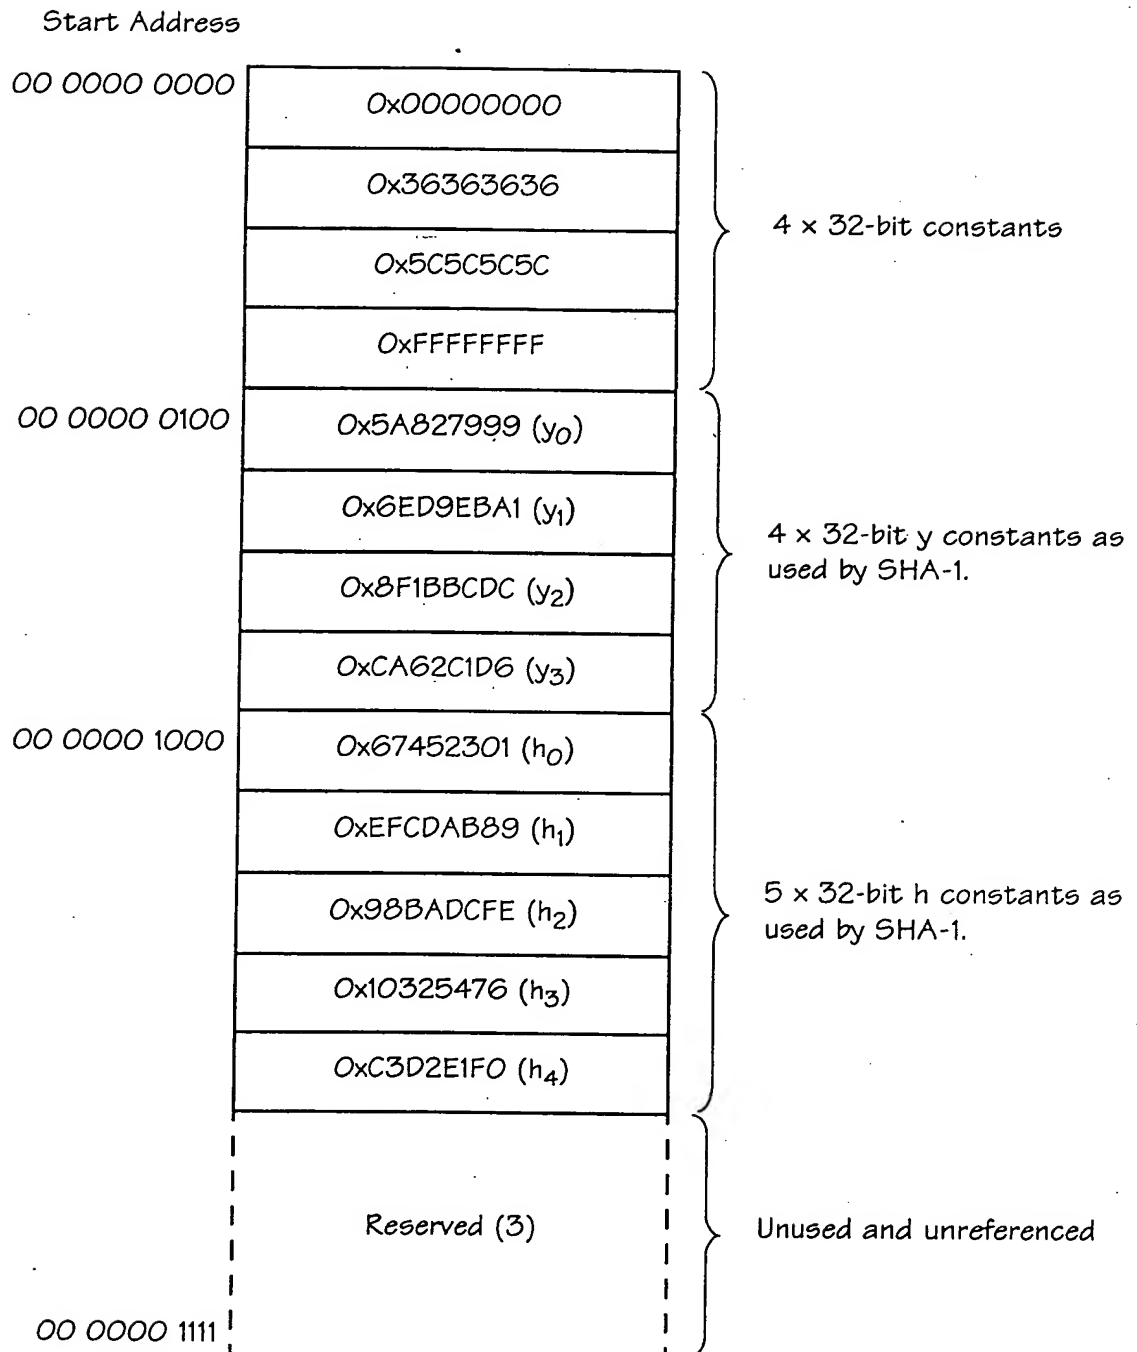 Start Address
00 0000 0000
0x00000000
0x36363636
0x5C5C5C5C
0xFFFFFFFF
4 x 32-bit constants
00 0000 0100
0x5A827999 (y0)
0x6ED9EBA1 (y1)
0x8F1BBCDC (y2)
0xCA62C1D6 (y3)
4 x 32-bit y constants as
used by SHA-1.
00 0000 1000
0x67452301 (h0)
0xEFCDAB89 (h1)
0x98BADCFE (h2)
0x10325476 (h3)
0xC3D2E1F0 (h4)
5 x 32-bit h constants as
used by SHA-1.
Reserved (3)
Unused and unreferenced
00 0000 1111